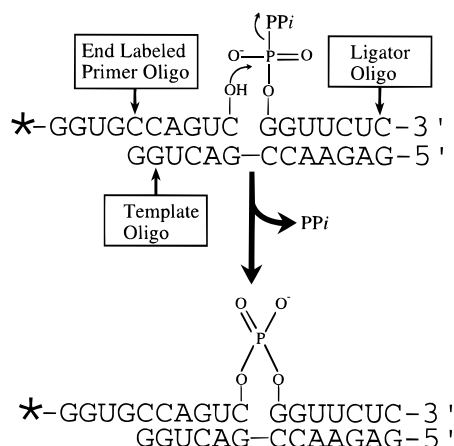 PPi
End Labeled
Primer Oligo
O⁻
P
O
Ligator
Oligo
OH
O
*-GGUGCCAGUC GGUUCUC-3'
GGUCAG-CCAAGAG-5'
Template
Oligo
PPi
O
O⁻
P
O
O
*-GGUGCCAGUC GGUUCUC-3'
GGUCAG-CCAAGAG-5'